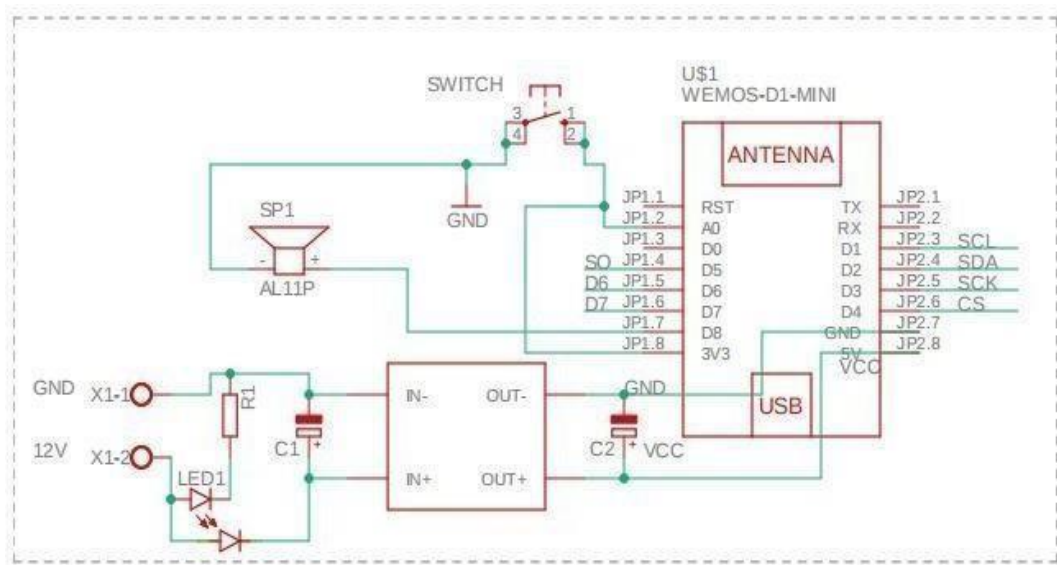 U$1
WEMOS-D1-MINI
SWITCH
3
1
4
2
ANTENNA
GND
SP1
-
+
AL11P
JP1.1
RST
TX
JP2.1
JP1.2
A0
RX
JP2.2
JP1.3
D0
D1
JP2.3
SCL
SO
JP1.4
D5
D2
JP2.4
SDA
D6
JP1.5
D6
D3
JP2.5
SCK
D7
JP1.6
D7
D4
JP2.6
CS
JP1.7
D8
GND
JP2.7
JP1.8
3V3
5V
JP2.8
VCC
USB
GND
X1-1
R1
IN-
OUT-
GND
12V
X1-2
C1
+
C2
+
VCC
LED1
IN+
OUT+